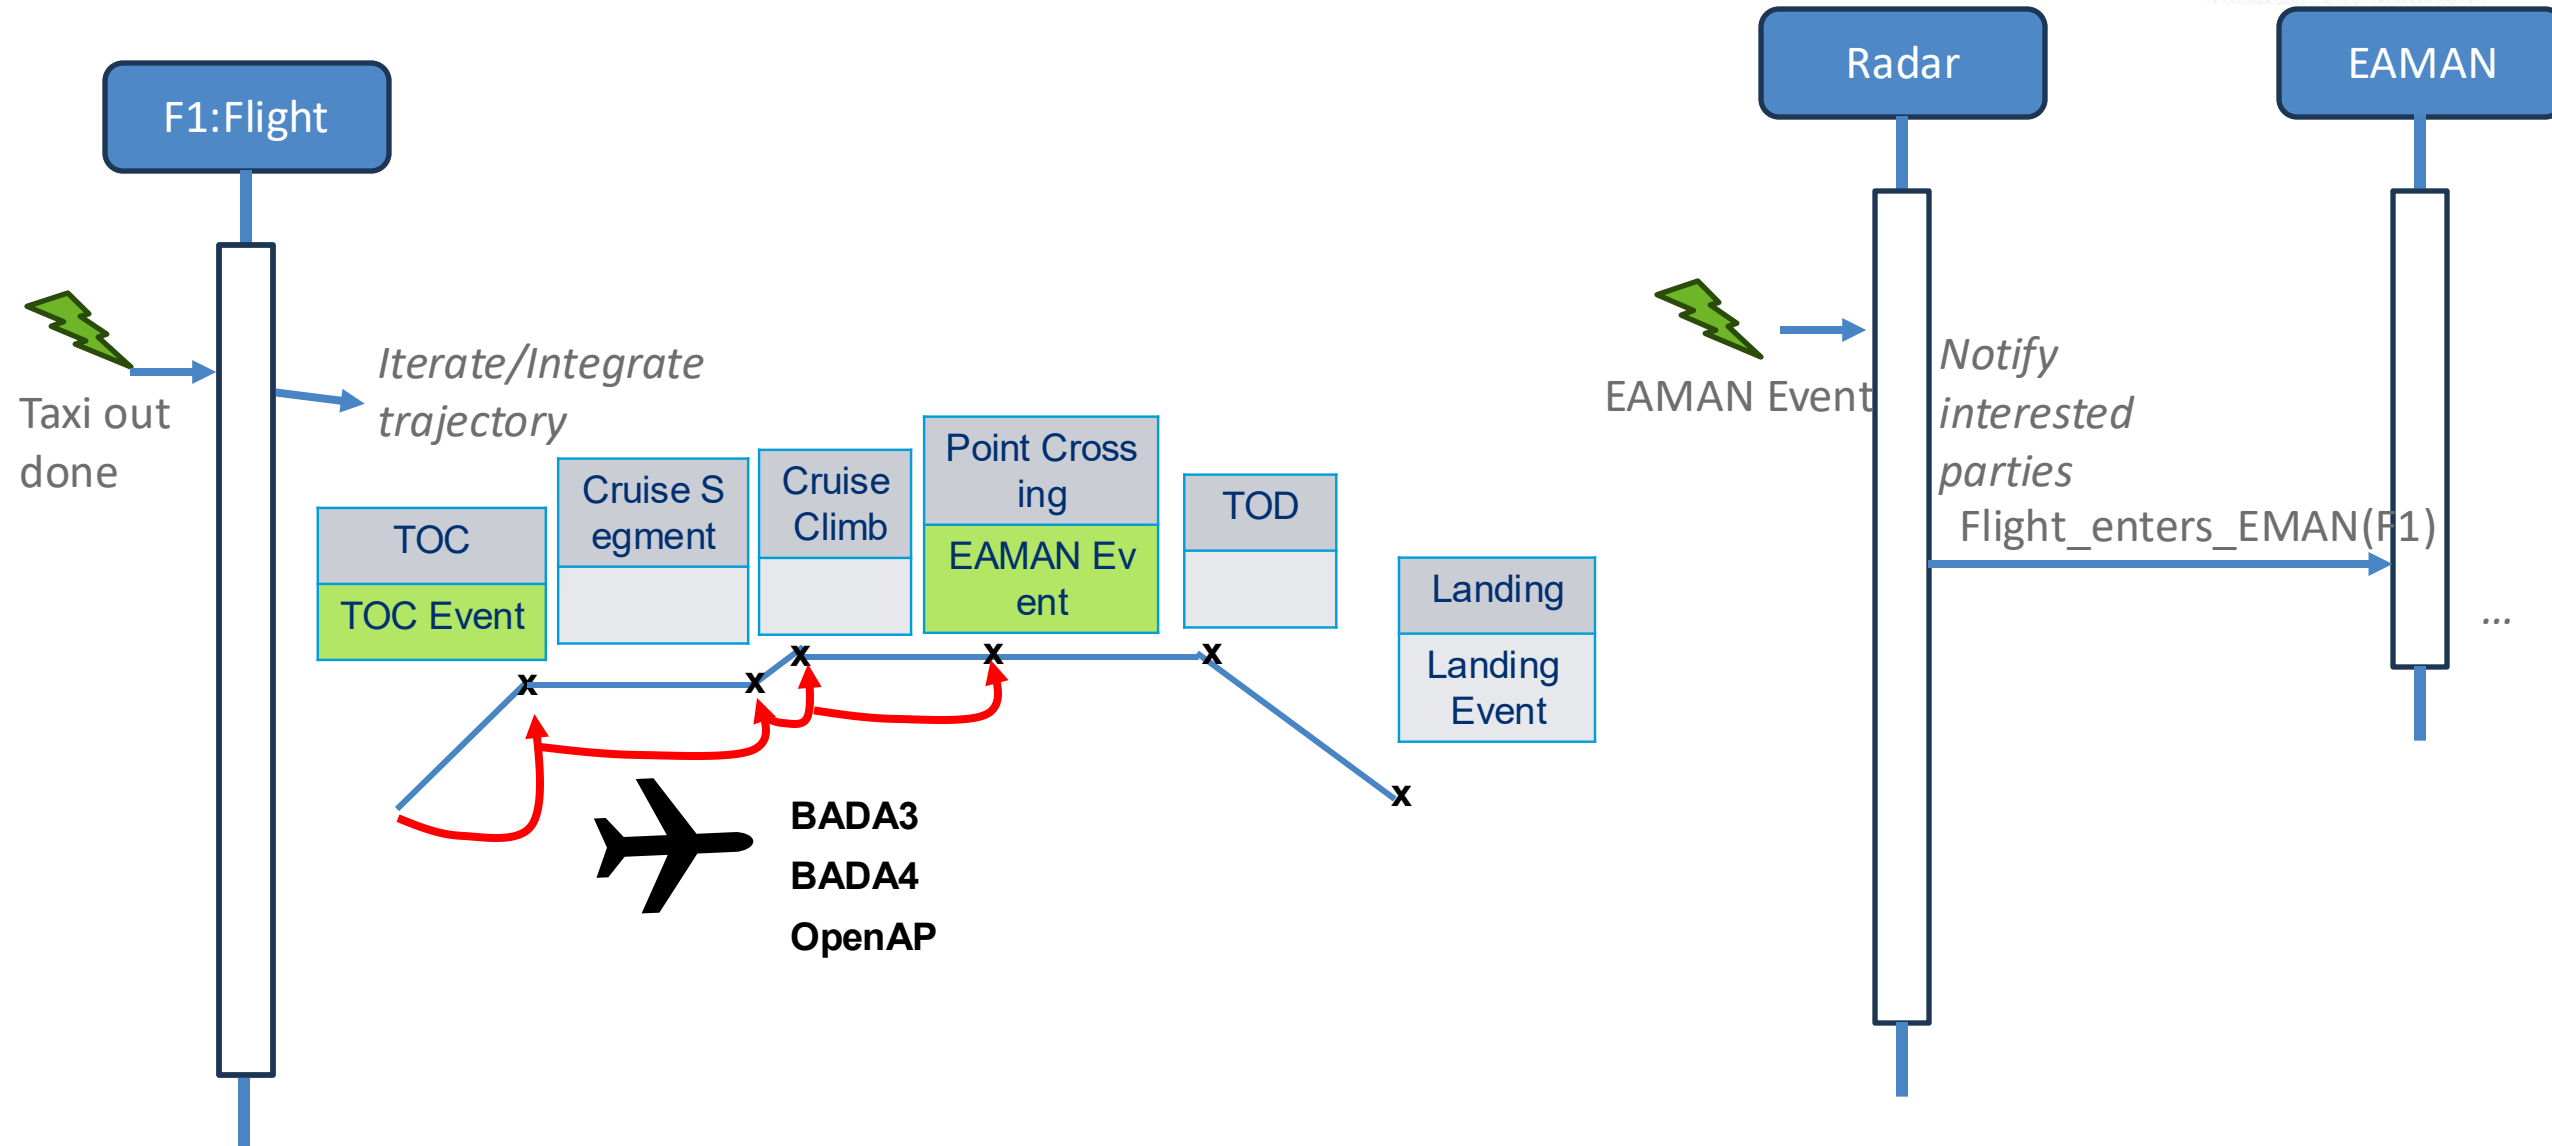 F1:Flight
Radar
EAMAN
Taxi out
done
Iterate/Integrate
trajectory
TOC
TOC Event
Cruise S
egment
Cruise
Climb
Point Cross
ing
EAMAN Ev
ent
TOD
Landing
Landing
Event
x
x
x
x
x
x
BADA3
BADA4
OpenAP
EAMAN Event
Notify
interested
parties
Flight_enters_EMAN(F1)
...